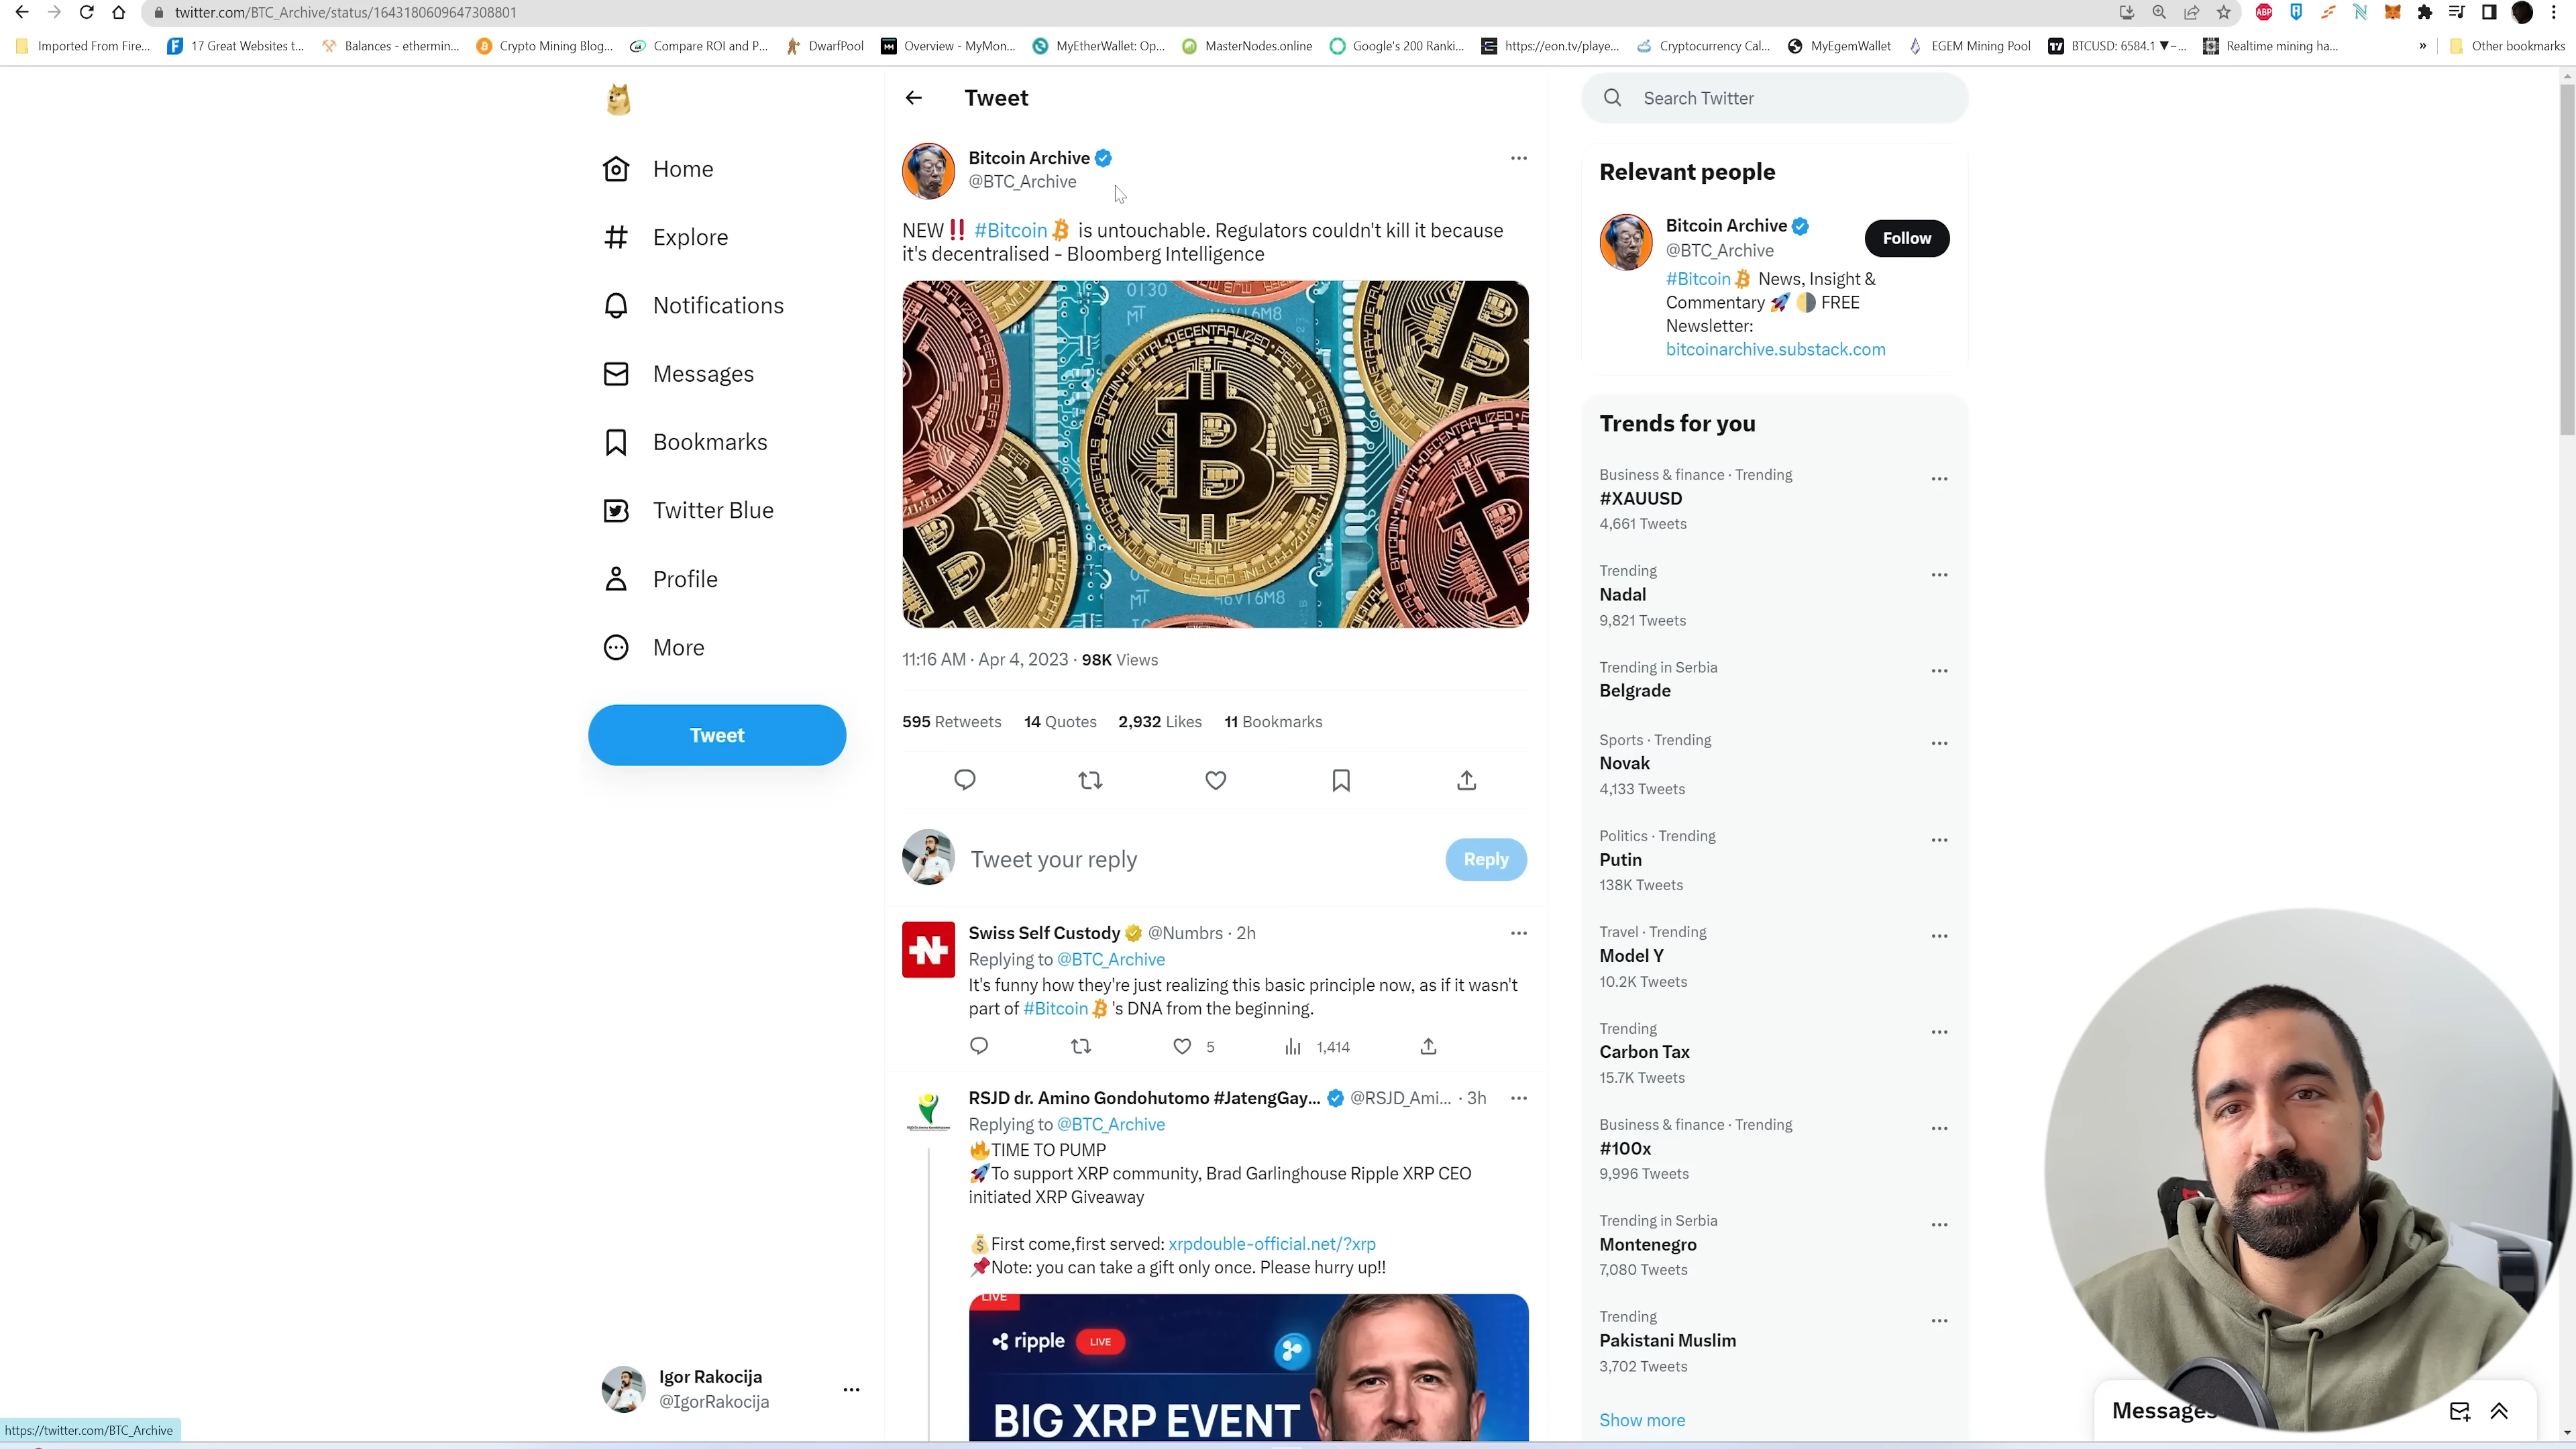 twitter.com/BTC_Archive/status/1643180609647308801
Imported From Fire...
17 Great Websites t...
Balances - ethermin...
Crypto Mining Blog...
Compare ROI and P...
DwarfPool
Overview - MyMon...
MyEtherWallet: Op...
MasterNodes.online
Google's 200 Ranki...
https://eon.tv/playe...
Cryptocurrency Cal...
MyEgemWallet
EGEM Mining Pool
BTCUSD: 6584.1 ▼−...
Realtime mining ha...
»
Other bookmarks
Home
Explore
Notifications
Messages
Bookmarks
Twitter Blue
Profile
More
Tweet
Igor Rakocija
@IgorRakocija
https://twitter.com/BTC_Archive
Tweet
Bitcoin Archive
@BTC_Archive
NEW‼️ #Bitcoin is untouchable. Regulators couldn't kill it because
it's decentralised - Bloomberg Intelligence
11:16 AM · Apr 4, 2023 · 98K Views
595 Retweets 14 Quotes 2,932 Likes 11 Bookmarks
Tweet your reply
Reply
Swiss Self Custody @Numbrs · 2h
Replying to @BTC_Archive
It's funny how they're just realizing this basic principle now, as if it wasn't
part of #Bitcoin 's DNA from the beginning.
5
1,414
RSJD dr. Amino Gondohutomo #JatengGay... @RSJD_Ami... · 3h
Replying to @BTC_Archive
🔥TIME TO PUMP
🚀To support XRP community, Brad Garlinghouse Ripple XRP CEO
initiated XRP Giveaway
💰First come,first served: xrpdouble-official.net/?xrp
📌Note: you can take a gift only once. Please hurry up!!
LIVE
ripple LIVE
BIG XRP EVENT
Search Twitter
Relevant people
Bitcoin Archive
@BTC_Archive
Follow
#Bitcoin News, Insight &
Commentary 🚀 🌗 FREE
Newsletter:
bitcoinarchive.substack.com
Trends for you
Business & finance · Trending
#XAUUSD
4,661 Tweets
Trending
Nadal
9,821 Tweets
Trending in Serbia
Belgrade
Sports · Trending
Novak
4,133 Tweets
Politics · Trending
Putin
138K Tweets
Travel · Trending
Model Y
10.2K Tweets
Trending
Carbon Tax
15.7K Tweets
Business & finance · Trending
#100x
9,996 Tweets
Trending in Serbia
Montenegro
7,080 Tweets
Trending
Pakistani Muslim
3,702 Tweets
Show more
Messages